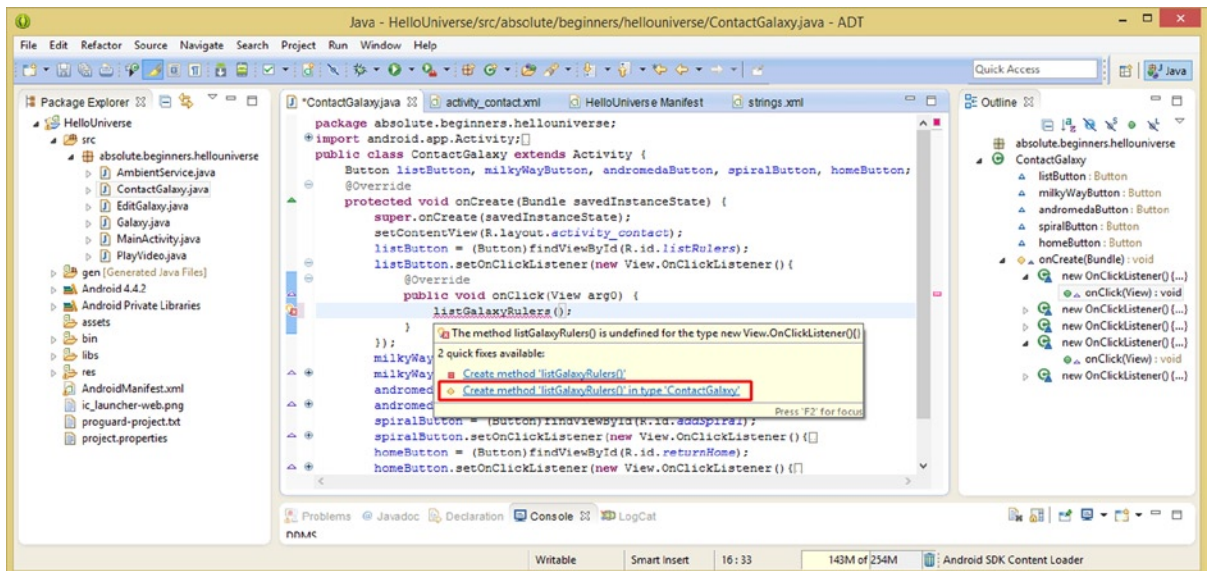 Java - HelloUniverse/src/absolute/beginners/hellouniverse/ContactGalaxy.java - ADT
File Edit Refactor Source Navigate Search Project Run Window Help
Quick Access
Java
Package Explorer
HelloUniverse
src
absolute.beginners.hellouniverse
AmbientService.java
ContactGalaxy.java
EditGalaxy.java
Galaxy.java
MainActivity.java
PlayVideo.java
gen [Generated Java Files]
Android 4.4.2
Android Private Libraries
assets
bin
libs
res
AndroidManifest.xml
ic_launcher-web.png
proguard-project.txt
project.properties
*ContactGalaxy.java activity_contact.xml HelloUniverse Manifest strings.xml
package absolute.beginners.hellouniverse;
import android.app.Activity;
public class ContactGalaxy extends Activity {
Button listButton, milkyWayButton, andromedaButton, spiralButton, homeButton;
@Override
protected void onCreate(Bundle savedInstanceState) {
super.onCreate(savedInstanceState);
setContentView(R.layout.activity_contact);
listButton = (Button)findViewById(R.id.listRulers);
listButton.setOnClickListener(new View.OnClickListener(){
@Override
public void onClick(View arg0) {
listGalaxyRulers();
}
The method listGalaxyRulers() is undefined for the type new View.OnClickListener(){}
});
2 quick fixes available:
milkyWay
milkyWay
Create method 'listGalaxyRulers()'
andromed
Create method 'listGalaxyRulers()' in type 'ContactGalaxy'
andromed
Press 'F2' for focus
spiralButton = (Button)findViewById(R.id.addSpiral);
spiralButton.setOnClickListener(new View.OnClickListener(){
homeButton = (Button)findViewById(R.id.returnHome);
homeButton.setOnClickListener(new View.OnClickListener(){
Outline
absolute.beginners.hellouniverse
ContactGalaxy
listButton : Button
milkyWayButton : Button
andromedaButton : Button
spiralButton : Button
homeButton : Button
onCreate(Bundle) : void
new OnClickListener() {...}
onClick(View) : void
new OnClickListener() {...}
new OnClickListener() {...}
new OnClickListener() {...}
onClick(View) : void
new OnClickListener() {...}
Problems @ Javadoc Declaration Console LogCat
DDMS
Writable Smart Insert 16 : 33 143M of 254M Android SDK Content Loader